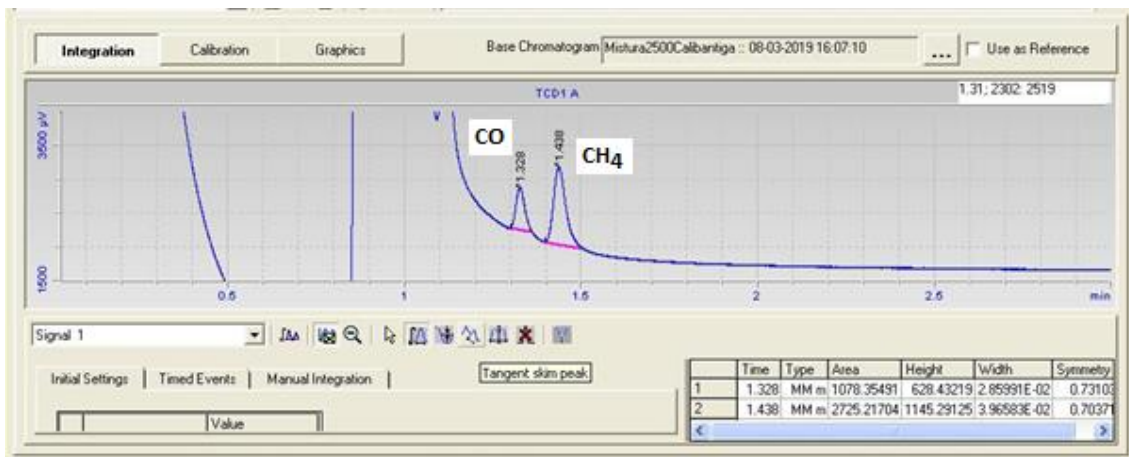 Integration Calibration Graphics Base Chromatogram Mistura2500Calibantiga :: 08-03-2019 16:07:10 ... Use as Reference
TCD1 A 1.31; 2302: 2519
3500 µV
CO
1.328
1.438
CH4
1500
0.5 1 1.5 2 2.5 min
Signal 1
Tangent skim peak
Initial Settings Timed Events Manual Integration
Value
Time Type Area Height Width Symmetry
1 1.328 MM m 1078.35491 628.43219 2.85991E-02 0.73103
2 1.438 MM m 2725.21704 1145.29125 3.96583E-02 0.70371